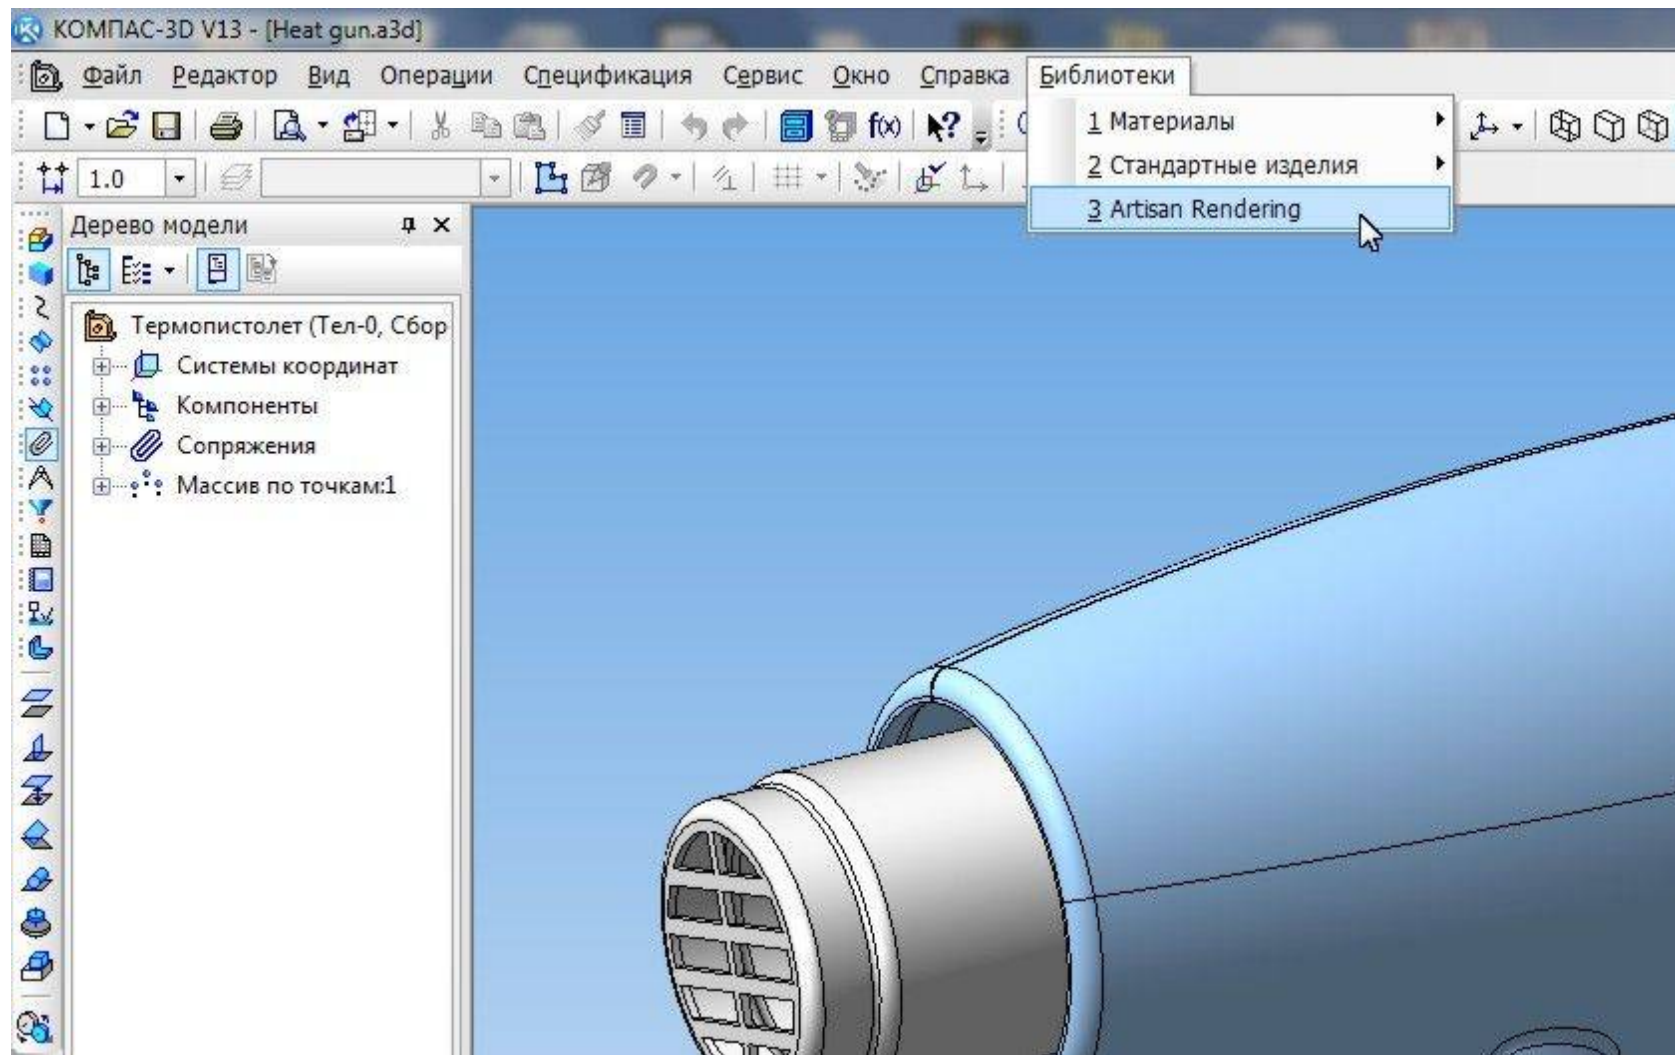 КОМПАС-3D V13 - [Heat gun.a3d]
Файл Редактор Вид Операции Спецификация Сервис Окно Справка Библиотеки
1 Материалы
2 Стандартные изделия
3 Artisan Rendering
f(x)
1.0
Дерево модели
Термопистолет (Тел-0, Сбор
Системы координат
Компоненты
Сопряжения
Массив по точкам:1